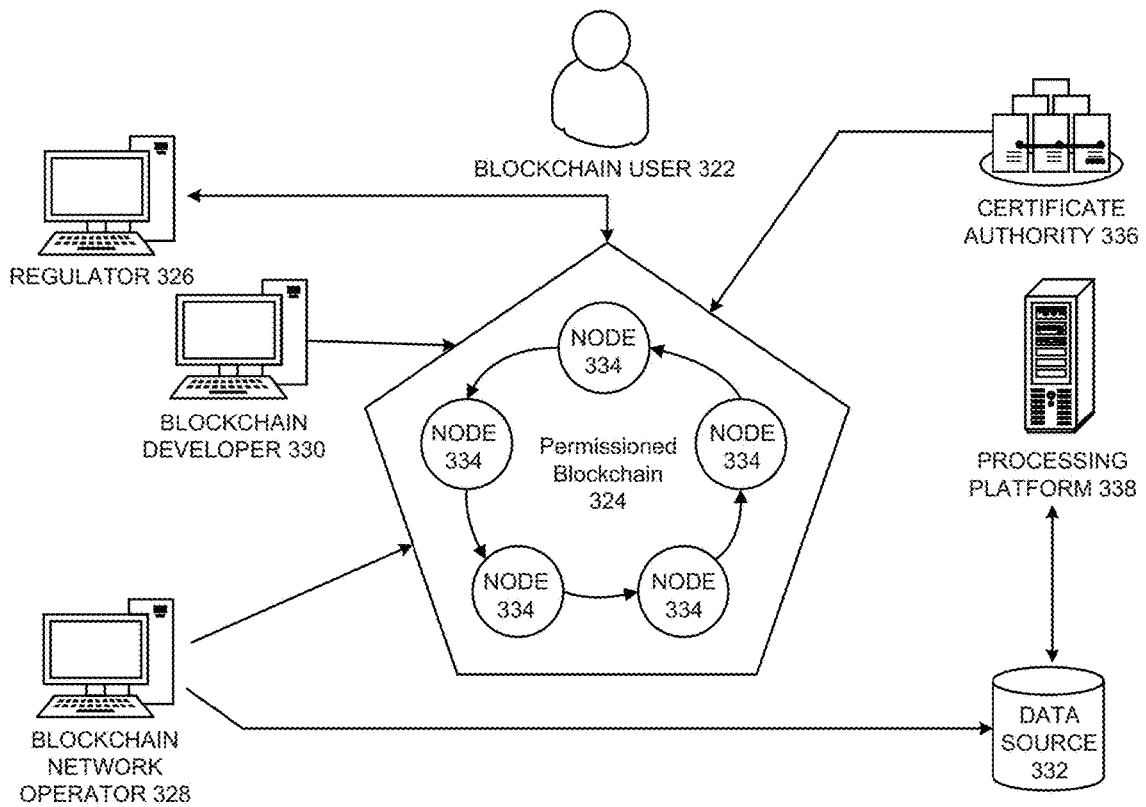 BLOCKCHAIN USER 322
CERTIFICATE
AUTHORITY 336
REGULATOR 326
BLOCKCHAIN
DEVELOPER 330
NODE
334
NODE
334
NODE
334
Permissioned
Blockchain
324
NODE
334
NODE
334
PROCESSING
PLATFORM 338
BLOCKCHAIN
NETWORK
OPERATOR 328
DATA
SOURCE
332